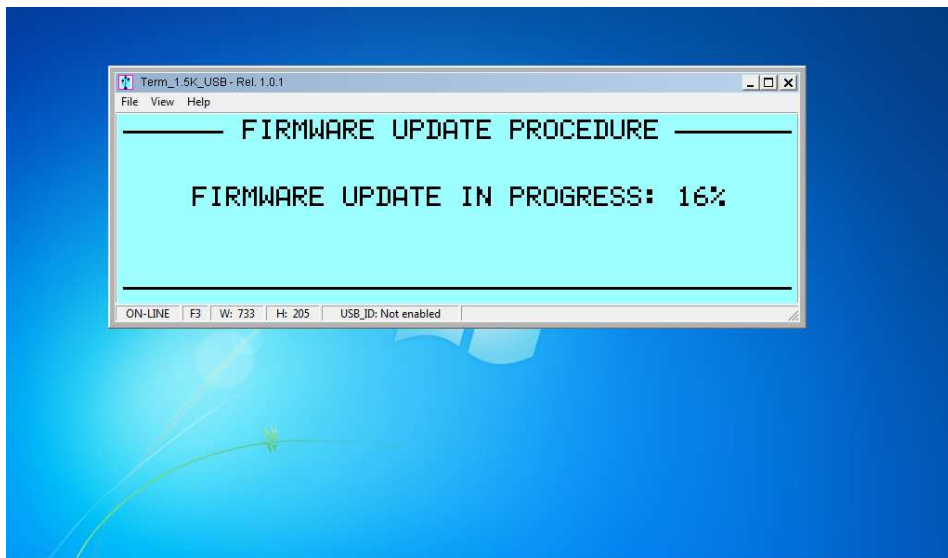 Term_1.5K_USB - Rel. 1.0.1
File View Help
FIRMWARE UPDATE PROCEDURE
FIRMWARE UPDATE IN PROGRESS: 16%
ON-LINE F3 W: 733 H: 205 USB_ID: Not enabled